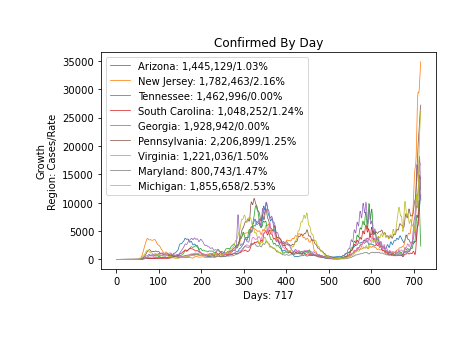 Confirmed By Day
Arizona: 1,445,129/1.03%
New Jersey: 1,782,463/2.16%
Tennessee: 1,462,996/0.00%
South Carolina: 1,048,252/1.24%
Georgia: 1,928,942/0.00%
Pennsylvania: 2,206,899/1.25%
Virginia: 1,221,036/1.50%
Maryland: 800,743/1.47%
Michigan: 1,855,658/2.53%
Growth
Region: Cases/Rate
35000
30000
25000
20000
15000
10000
5000
0
0 100 200 300 400 500 600 700
Days: 717